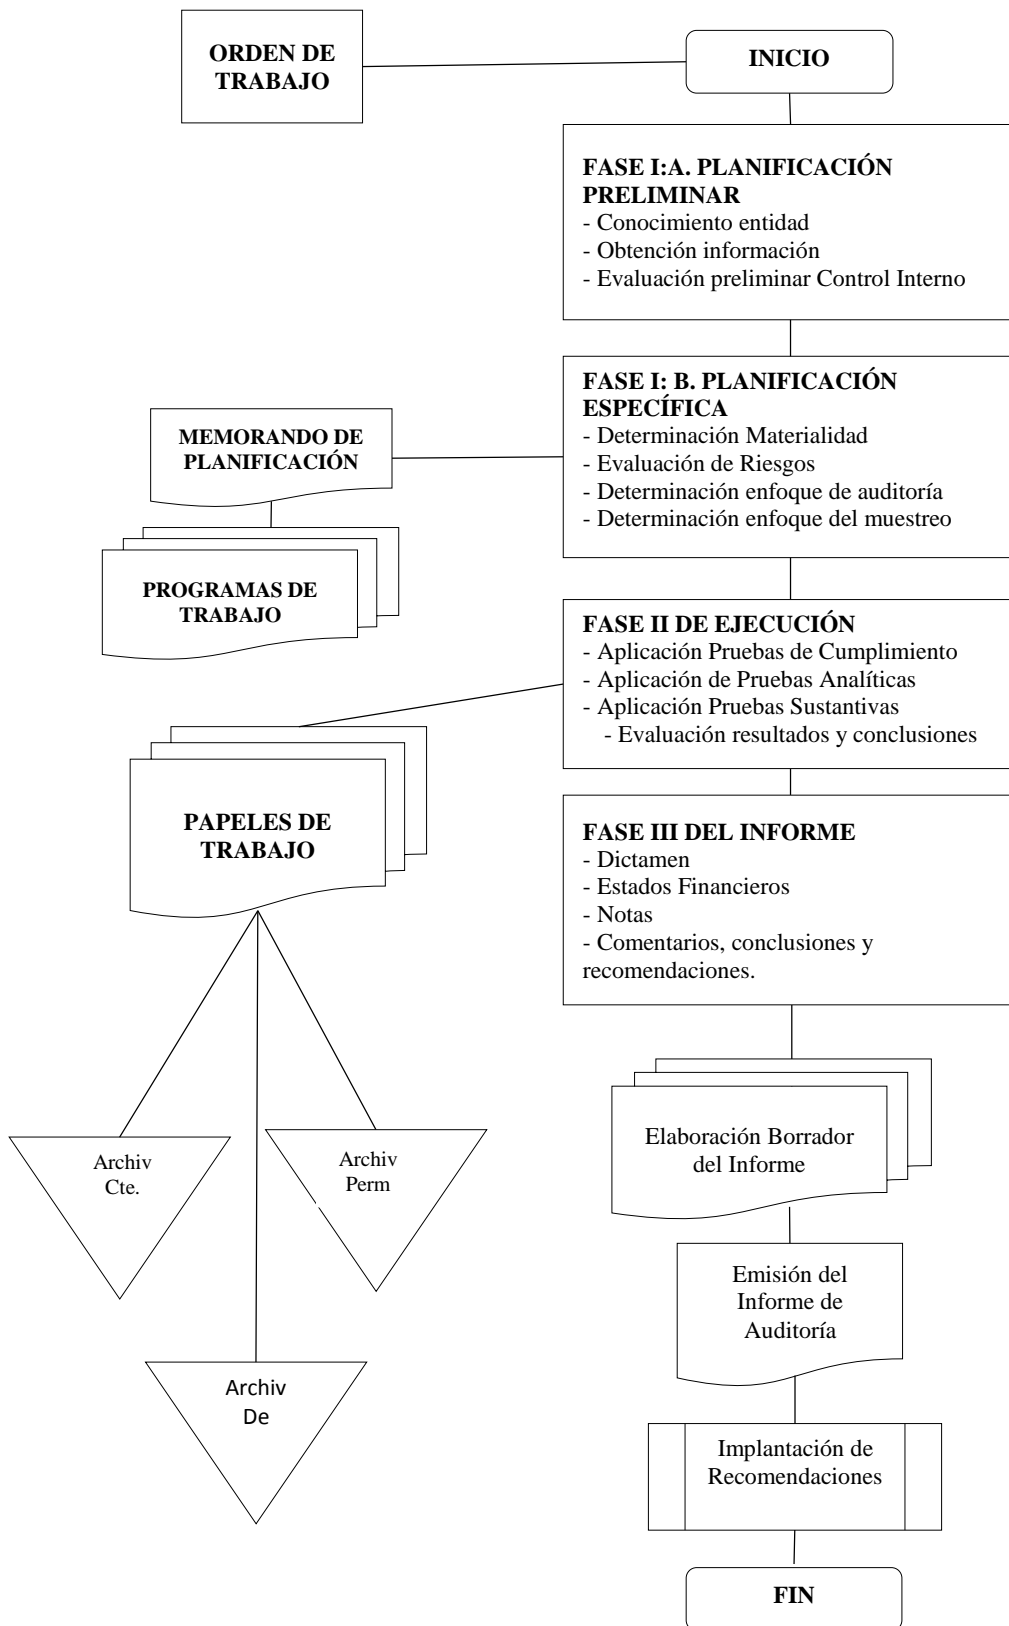 ORDEN DE
TRABAJO
INICIO
FASE I:A. PLANIFICACIÓN
PRELIMINAR
- Conocimiento entidad
- Obtención información
- Evaluación preliminar Control Interno
FASE I: B. PLANIFICACIÓN
ESPECÍFICA
- Determinación Materialidad
- Evaluación de Riesgos
- Determinación enfoque de auditoría
- Determinación enfoque del muestreo
MEMORANDO DE
PLANIFICACIÓN
PROGRAMAS DE
TRABAJO
FASE II DE EJECUCIÓN
- Aplicación Pruebas de Cumplimiento
- Aplicación de Pruebas Analíticas
- Aplicación Pruebas Sustantivas
- Evaluación resultados y conclusiones
PAPELES DE
TRABAJO
FASE III DEL INFORME
- Dictamen
- Estados Financieros
- Notas
- Comentarios, conclusiones y
recomendaciones.
Archiv
Cte.
Archiv
Perm
Archiv
De
Elaboración Borrador
del Informe
Emisión del
Informe de
Auditoría
Implantación de
Recomendaciones
FIN